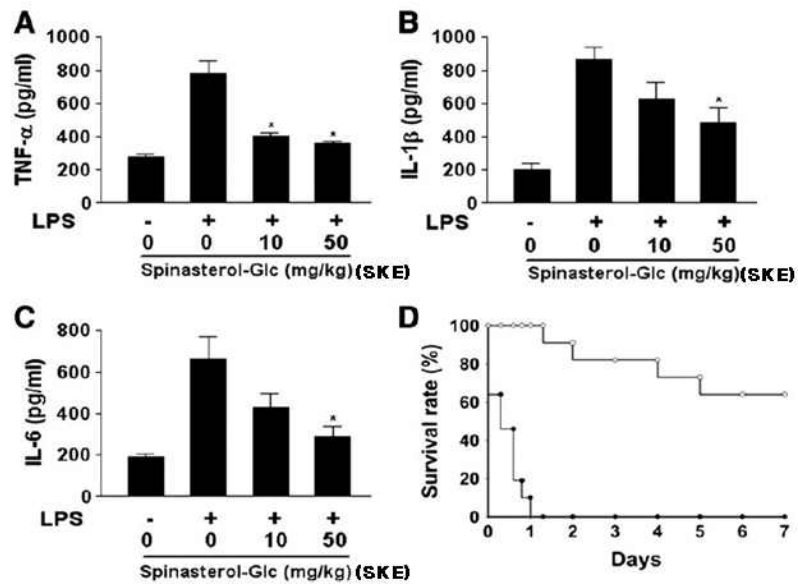 A
TNF-α (pg/ml)
1000
800
600
400
200
0
*
*
LPS - + + +
0 0 10 50
Spinasterol-Glc (mg/kg)(SKE)
B
IL-1β (pg/ml)
1000
800
600
400
200
0
*
LPS - + + +
0 0 10 50
Spinasterol-Glc (mg/kg)(SKE)
C
IL-6 (pg/ml)
800
600
400
200
0
*
LPS - + + +
0 0 10 50
Spinasterol-Glc (mg/kg)(SKE)
D
Survival rate (%)
100
80
60
40
20
0
0 1 2 3 4 5 6 7
Days